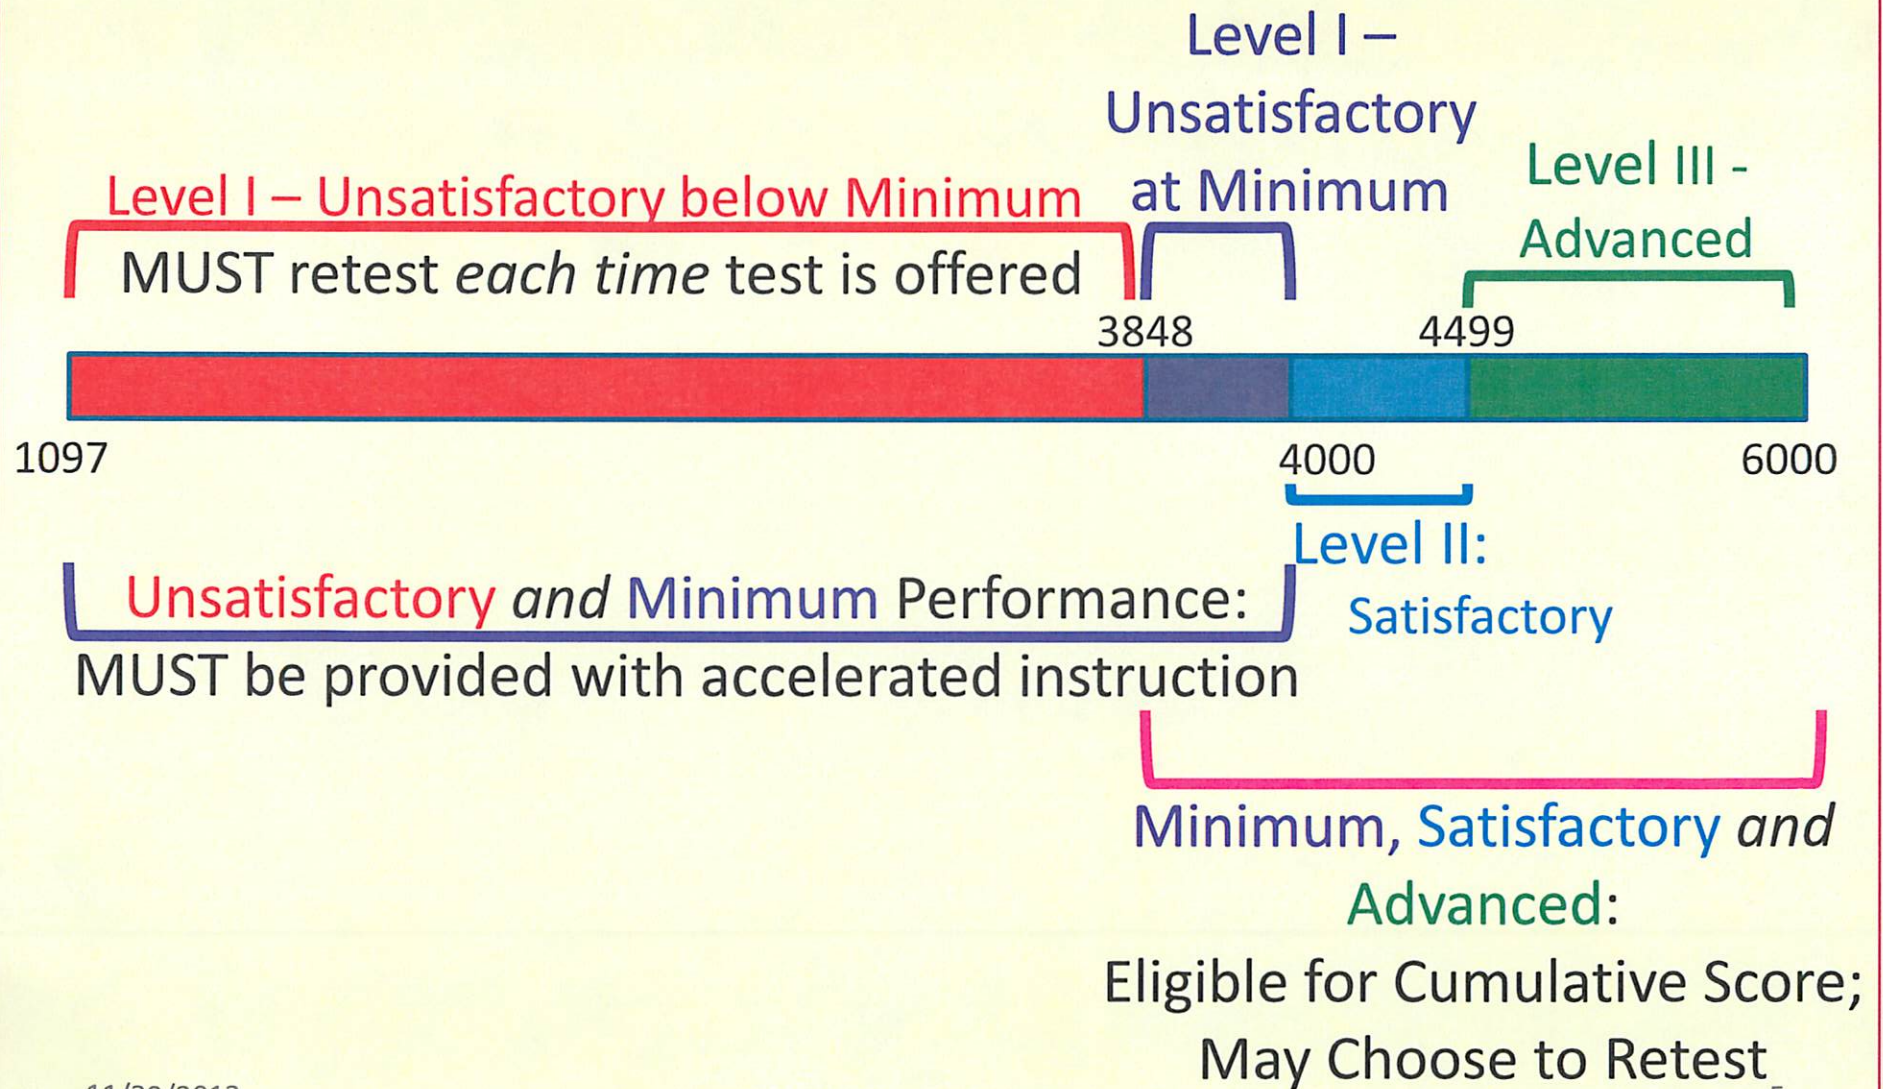 Level I –
Unsatisfactory
at Minimum
Level III -
Advanced
Level I – Unsatisfactory below Minimum
MUST retest each time test is offered
3848
4499
1097
4000
6000
Level II:
Satisfactory
Unsatisfactory and Minimum Performance:
MUST be provided with accelerated instruction
Minimum, Satisfactory and
Advanced:
Eligible for Cumulative Score;
May Choose to Retest